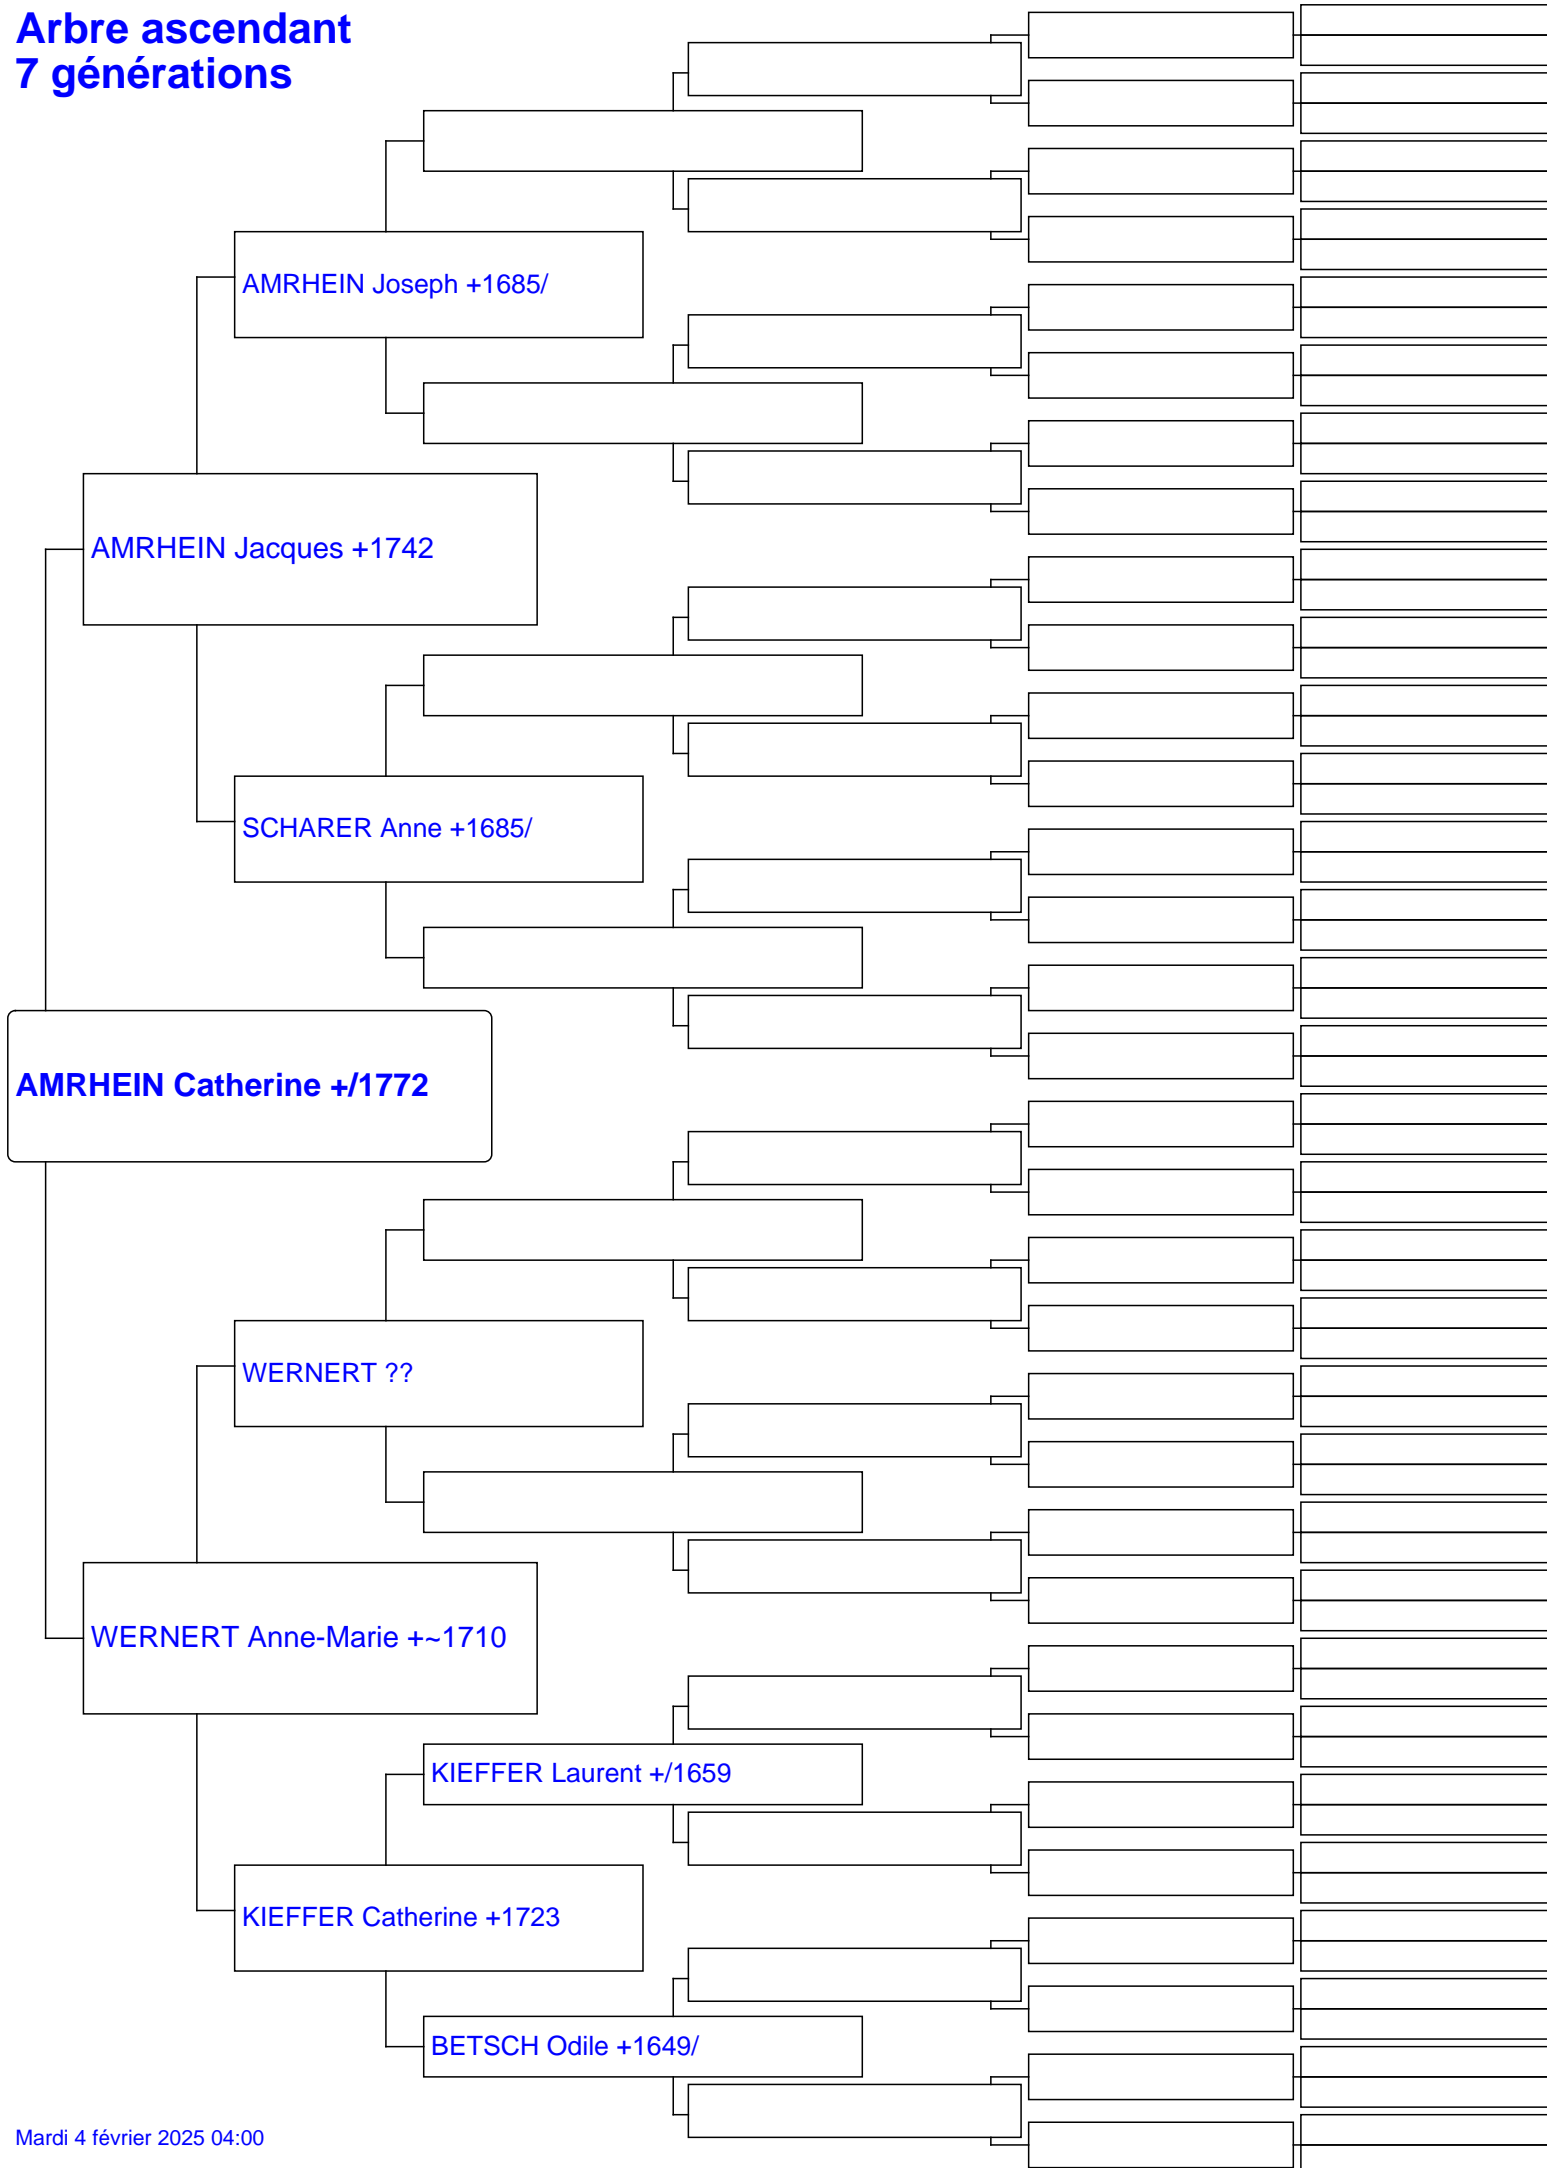 Arbre ascendant
7 générations
AMRHEIN Joseph +1685/
AMRHEIN Jacques +1742
SCHARER Anne +1685/
AMRHEIN Catherine +/1772
WERNERT ??
WERNERT Anne-Marie +~1710
KIEFFER Laurent +/1659
KIEFFER Catherine +1723
BETSCH Odile +1649/
Mardi 4 février 2025 04:00